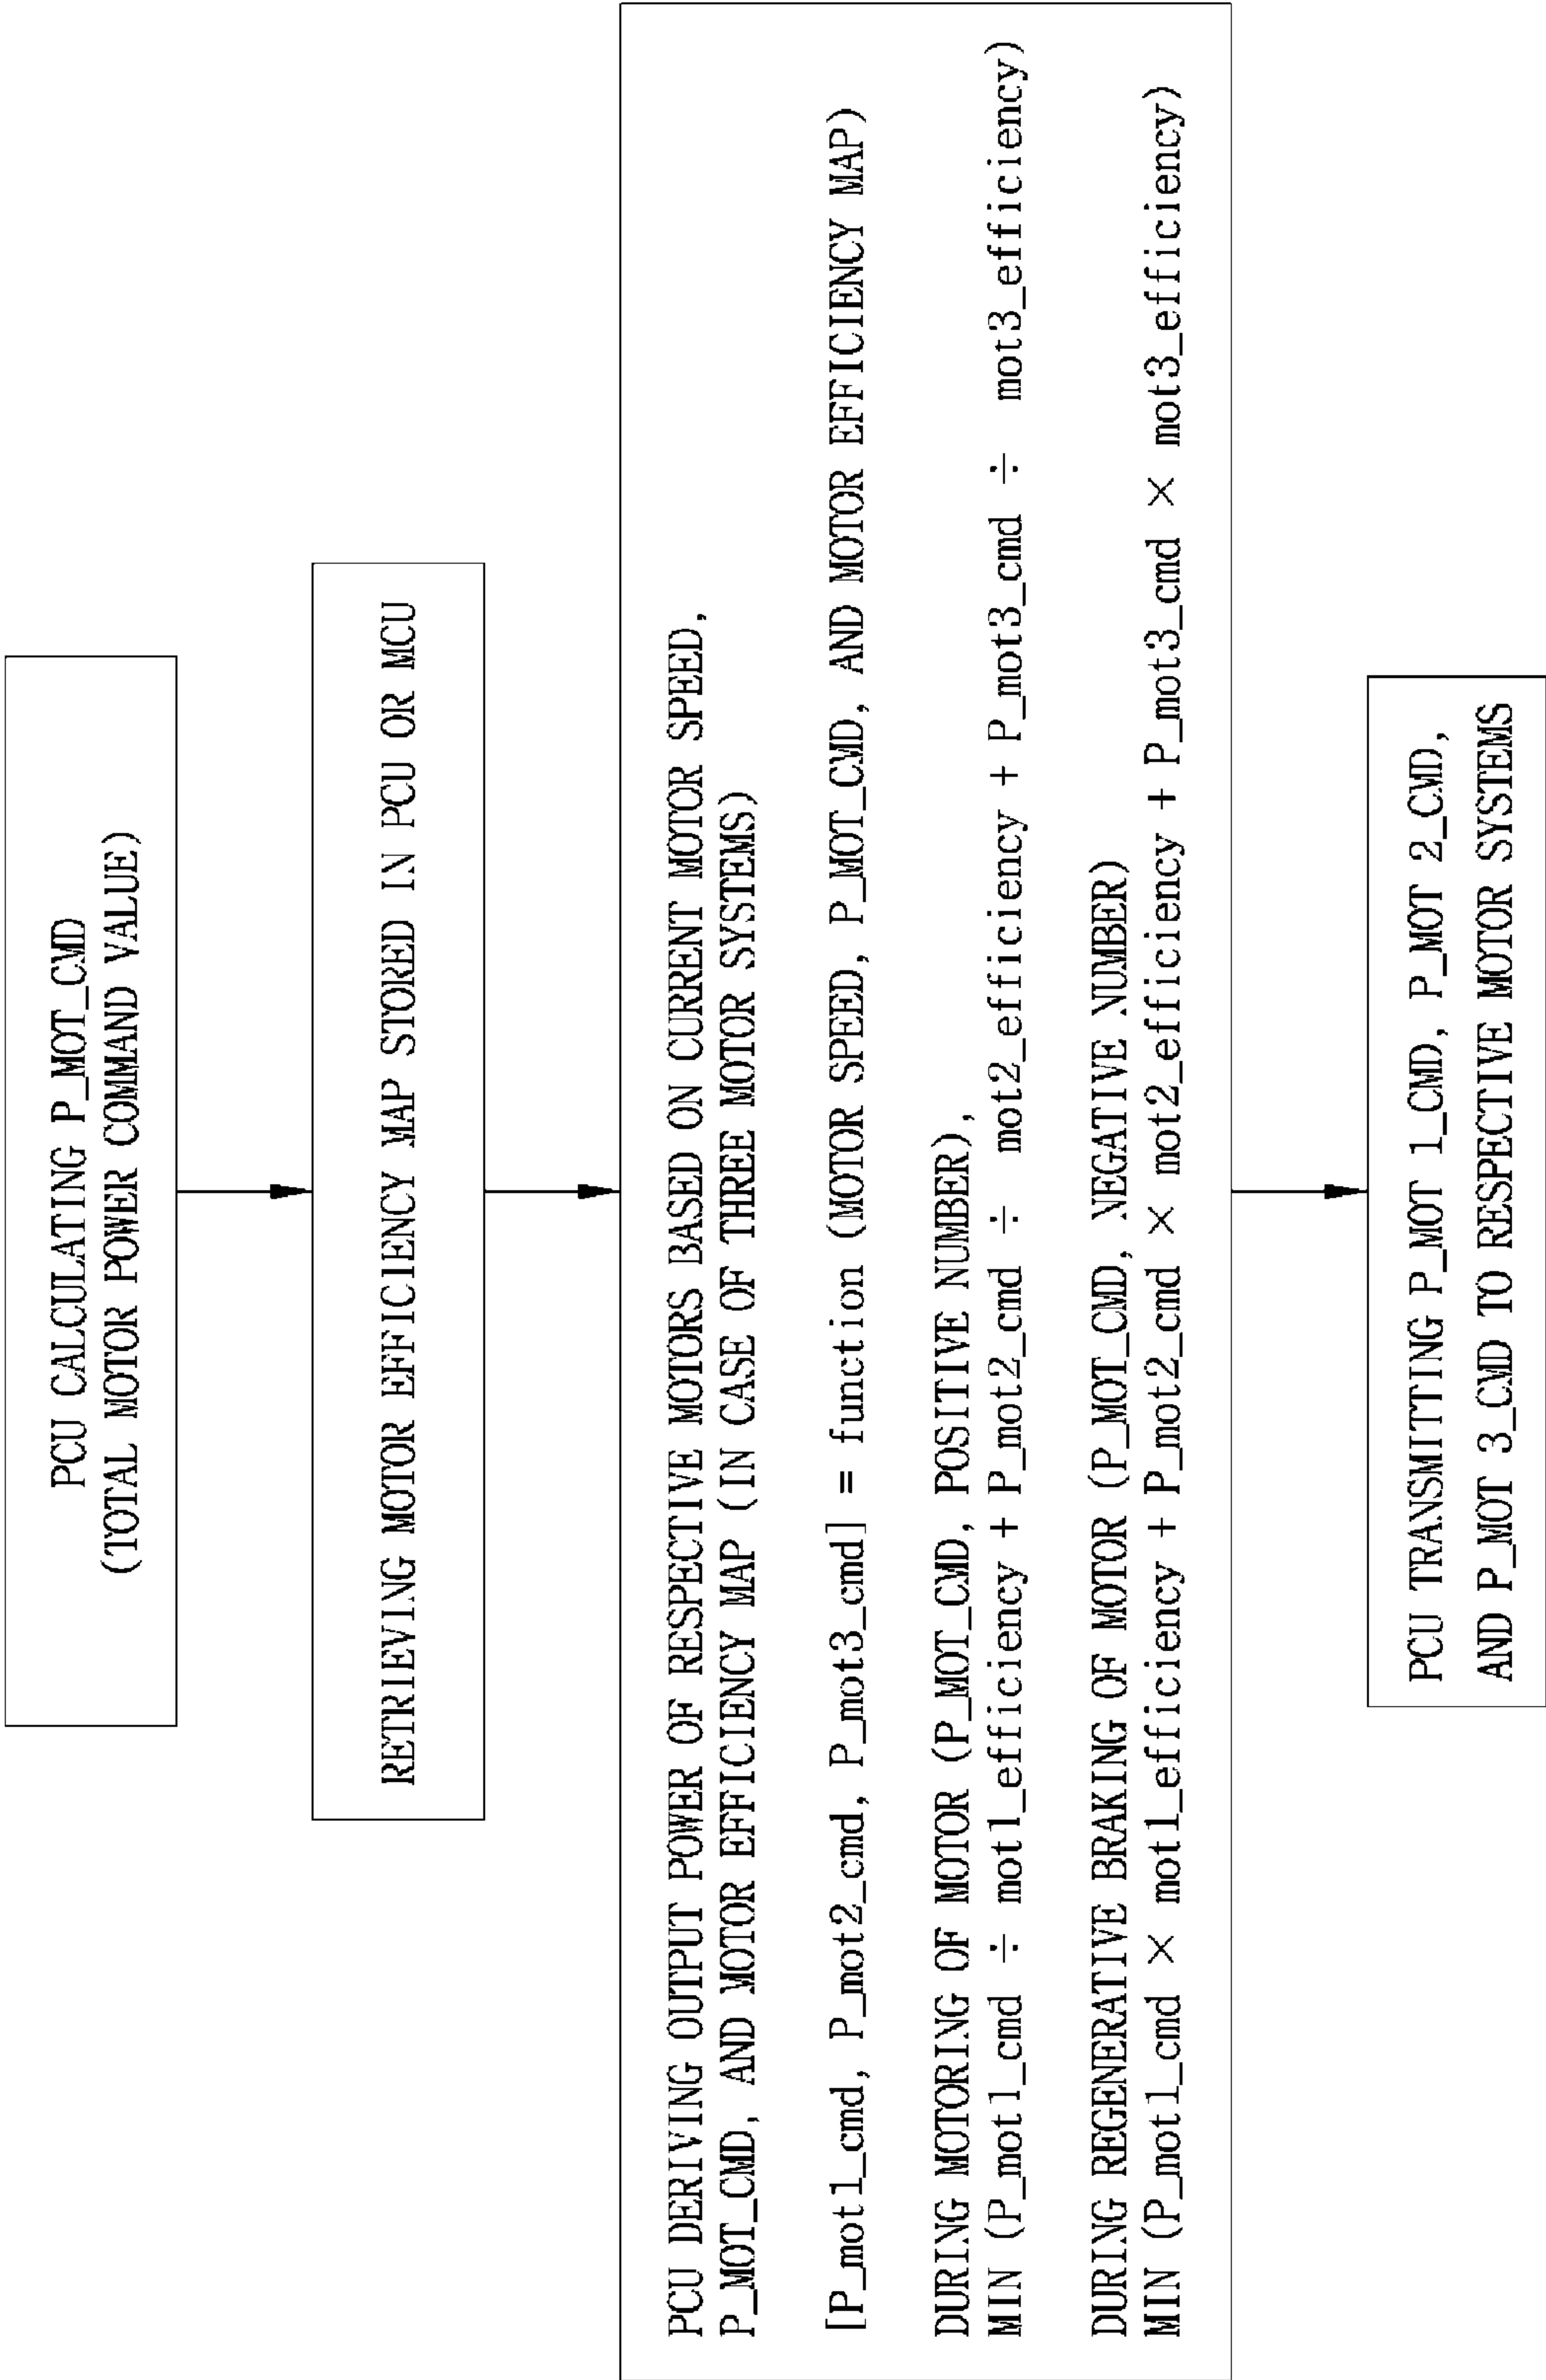 PCU CALCULATING P_MOT_CMD
(TOTAL MOTOR POWER COMMAND VALUE)
RETRIEVING MOTOR EFFICIENCY MAP STORED IN PCU OR MCU
PCU DERIVING OUTPUT POWER OF RESPECTIVE MOTORS BASED ON CURRENT MOTOR SPEED,
P_MOT_CMD, AND MOTOR EFFICIENCY MAP (IN CASE OF THREE MOTOR SYSTEMS)
[P_mot1_cmd, P_mot2_cmd, P_mot3_cmd] = function (MOTOR SPEED, P_MOT_CMD, AND MOTOR EFFICIENCY MAP)
DURING MOTORING OF MOTOR (P_MOT_CMD, POSITIVE NUMBER),
MIN (P_mot1_cmd ÷ mot1_efficiency + P_mot2_cmd ÷ mot2_efficiency + P_mot3_cmd ÷ mot3_efficiency)
DURING REGENERATIVE BRAKING OF MOTOR (P_MOT_CMD, NEGATIVE NUMBER)
MIN (P_mot1_cmd × mot1_efficiency + P_mot2_cmd × mot2_efficiency + P_mot3_cmd × mot3_efficiency)
PCU TRANSMITTING P_MOT 1_CMD, P_MOT 2_CMD,
AND P_MOT 3_CMD TO RESPECTIVE MOTOR SYSTEMS